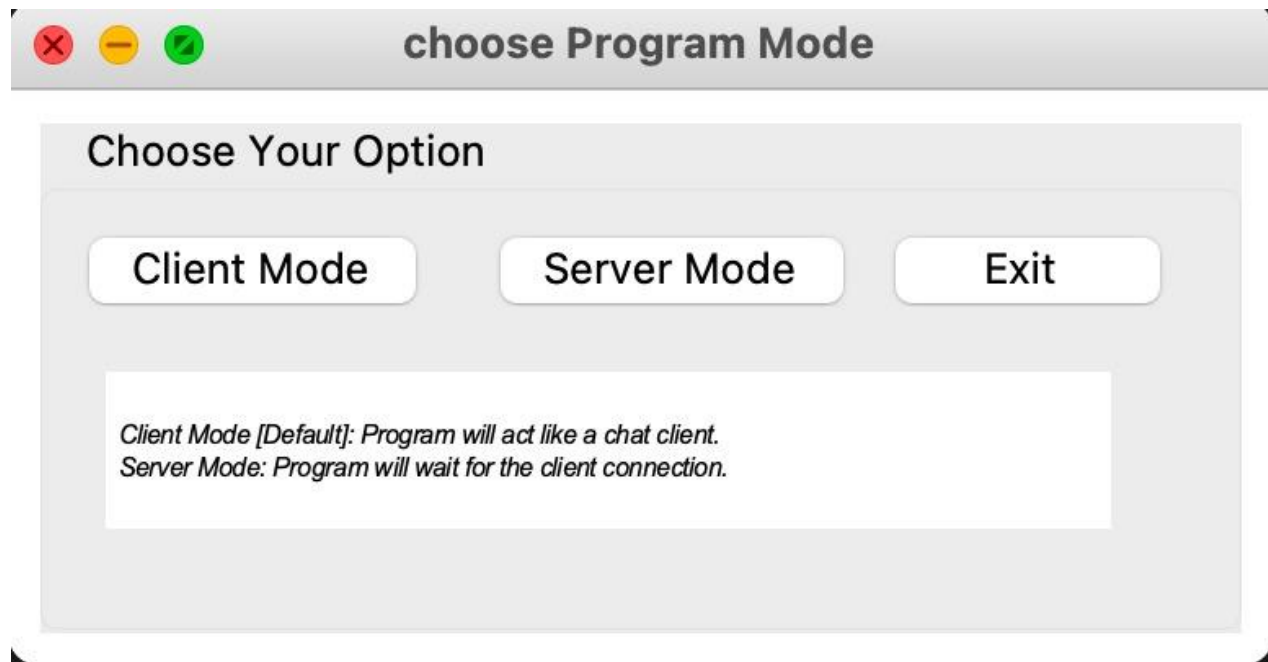 choose Program Mode
Choose Your Option
Client Mode
Server Mode
Exit
Client Mode [Default]: Program will act like a chat client.
Server Mode: Program will wait for the client connection.